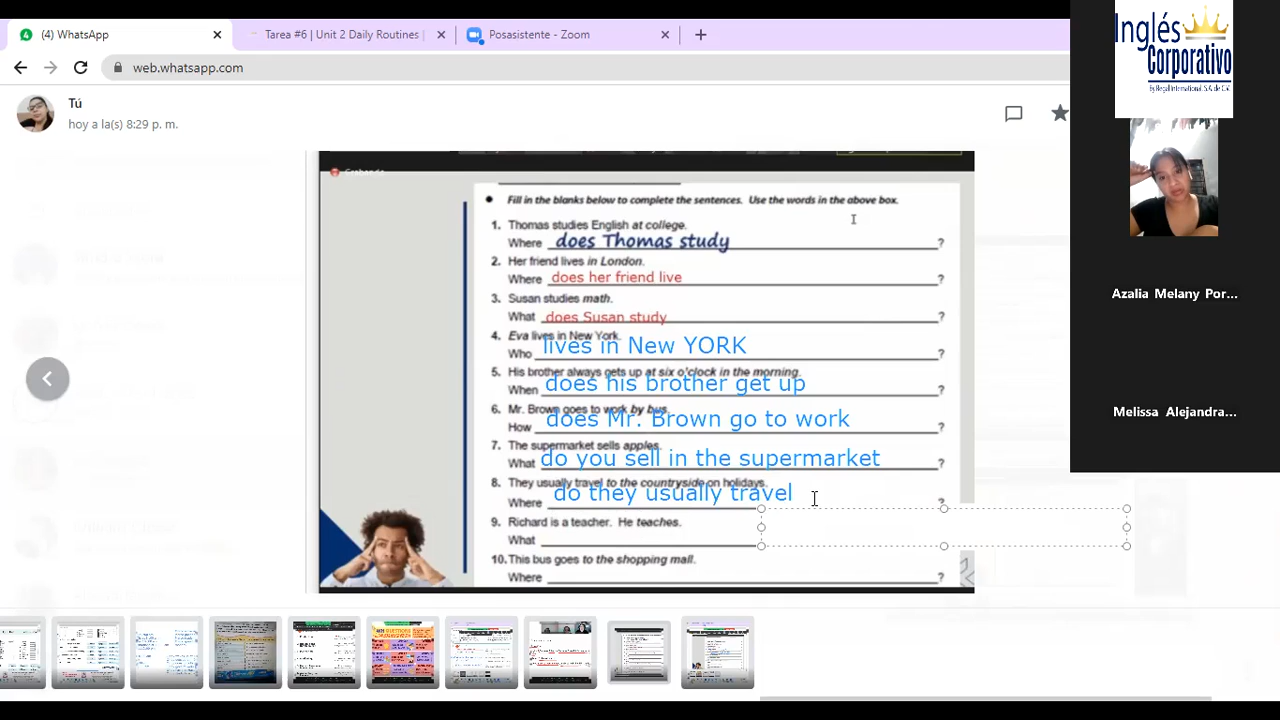 (4) WhatsApp
Tarea #6 | Unit 2 Daily Routines |
Posasistente - Zoom
web.whatsapp.com
Tú
hoy a la(s) 8:29 p. m.
Inglés
Corporativo
Grabando
Fill in the blanks below to complete the sentences. Use the words in the above box.
1. Thomas studies English at college.
Where does Thomas study ?
2. Her friend lives in London.
Where does her friend live ?
3. Susan studies math.
What does Susan study ?
4. Eva lives in New York.
Who lives in New YORK ?
5. His brother always gets up at six o'clock in the morning.
When does his brother get up ?
6. Mr. Brown goes to work by bus.
How does Mr. Brown go to work ?
7. The supermarket sells apples.
What do you sell in the supermarket ?
8. They usually travel to the countryside on holidays.
Where do they usually travel ?
9. Richard is a teacher. He teaches.
What
10. This bus goes to the shopping mall.
Where ?
Azalia Melany Por...
Melissa Alejandra...